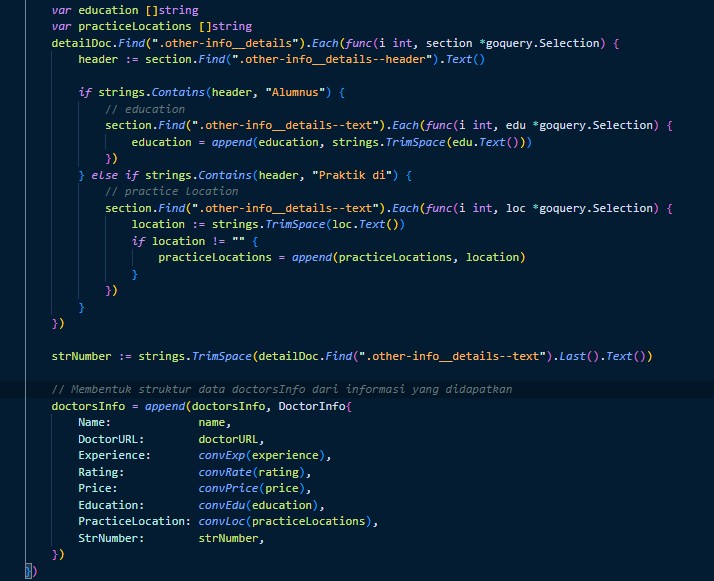 var education []string
var practiceLocations []string
detailDoc.Find(".other-info__details").Each(func(i int, section *goquery.Selection) {
header := section.Find(".other-info__details--header").Text()
if strings.Contains(header, "Alumnus") {
// education
section.Find(".other-info__details--text").Each(func(i int, edu *goquery.Selection) {
education = append(education, strings.TrimSpace(edu.Text()))
})
} else if strings.Contains(header, "Praktik di") {
// practice location
section.Find(".other-info__details--text").Each(func(i int, loc *goquery.Selection) {
location := strings.TrimSpace(loc.Text())
if location != "" {
practiceLocations = append(practiceLocations, location)
}
})
}
})
strNumber := strings.TrimSpace(detailDoc.Find(".other-info__details--text").Last().Text())
// Membentuk struktur data doctorsInfo dari informasi yang didapatkan
doctorsInfo = append(doctorsInfo, DoctorInfo{
Name: name,
DoctorURL: doctorURL,
Experience: convExp(experience),
Rating: convRate(rating),
Price: convPrice(price),
Education: convEdu(education),
PracticeLocation: convLoc(practiceLocations),
StrNumber: strNumber,
})
})